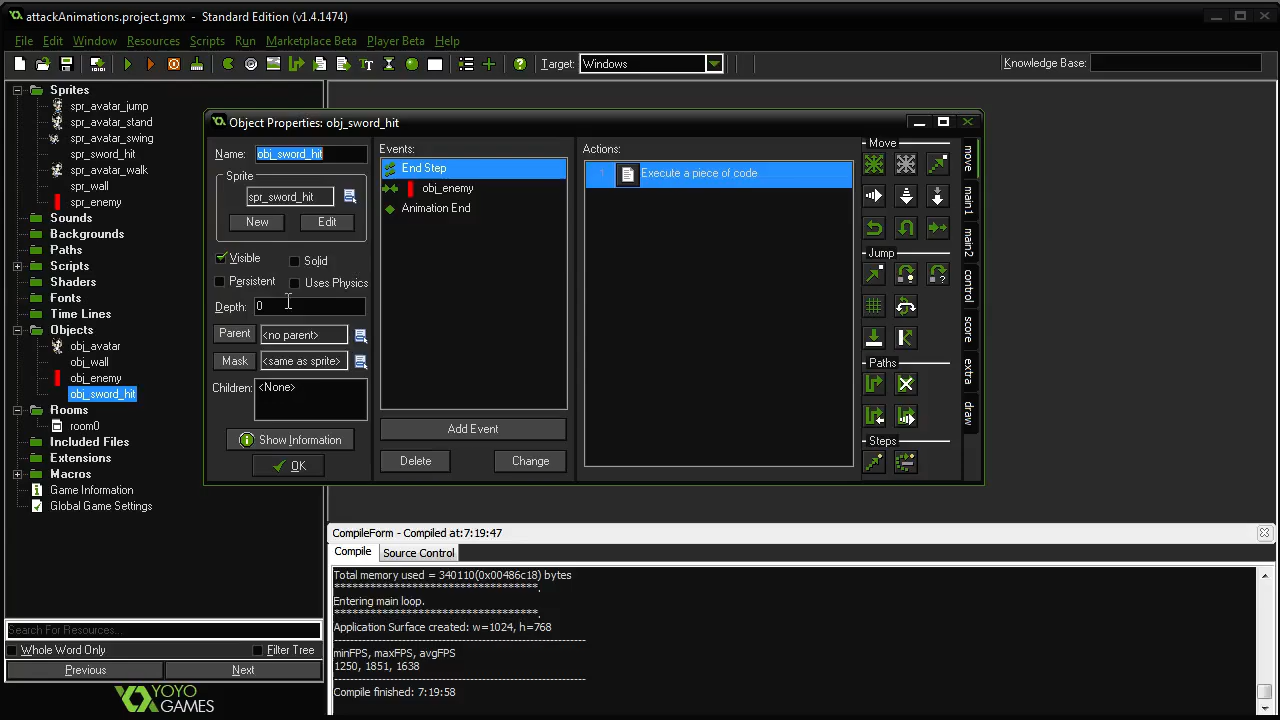 attackAnimations.project.gmx - Standard Edition (v1.4.1474)
File Edit Window Resources Scripts Run Marketplace Beta Player Beta Help
Target: Windows
Knowledge Base:
Sprites
spr_avatar_jump
spr_avatar_stand
spr_avatar_swing
spr_sword_hit
spr_avatar_walk
spr_wall
spr_enemy
Sounds
Backgrounds
Paths
Scripts
Shaders
Fonts
Time Lines
Objects
obj_avatar
obj_wall
obj_enemy
obj_sword_hit
Rooms
room0
Included Files
Extensions
Macros
Game Information
Global Game Settings
Search For Resources...
Whole Word Only
Filter Tree
Previous
Next
YOYO
GAMES
Object Properties: obj_sword_hit
Name: obj_sword_hit
Sprite
spr_sword_hit
New
Edit
Visible
Solid
Persistent
Uses Physics
Depth: 0
Parent
<no parent>
Mask
<same as sprite>
Children:
<None>
Show Information
OK
Events:
End Step
obj_enemy
Animation End
Add Event
Delete
Change
Actions:
1
Execute a piece of code
Move
Jump
Paths
Steps
move
main1
main2
control
score
extra
draw
CompileForm - Compiled at:7:19:47
Compile
Source Control
Total memory used = 340110(0x00486c18) bytes
**********************************.
Entering main loop.
**********************************.
Application Surface created: w=1024, h=768
---------------------------------------------------------------
minFPS, maxFPS, avgFPS
1250, 1851, 1638
---------------------------------------------------------------
Compile finished: 7:19:58